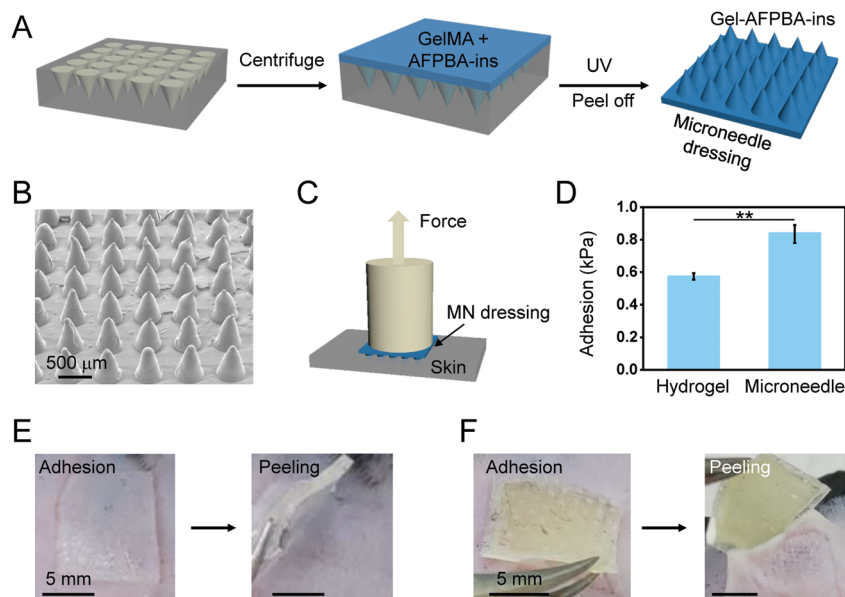 A
Centrifuge
GelMA +
AFPBA-ins
UV
Peel off
Gel-AFPBA-ins
Microneedle
dressing
B
500 μm
C
Force
MN dressing
Skin
D
**
Adhesion (kPa)
1.0
0.8
0.6
0.4
0.2
0.0
Hydrogel Microneedle
E
Adhesion
5 mm
Peeling
F
Adhesion
5 mm
Peeling